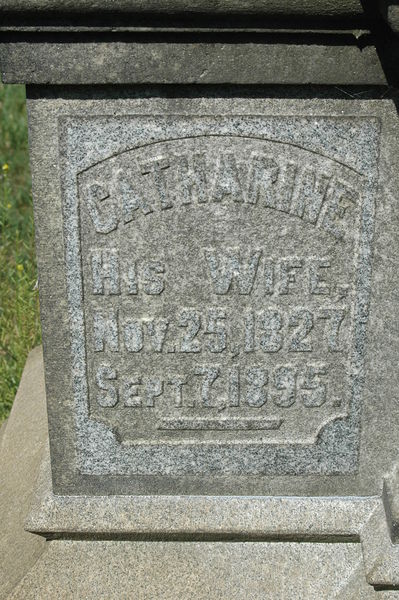 CATHARINE
HIS WIFE,
NOV. 25, 1827
SEPT. 7, 1895.